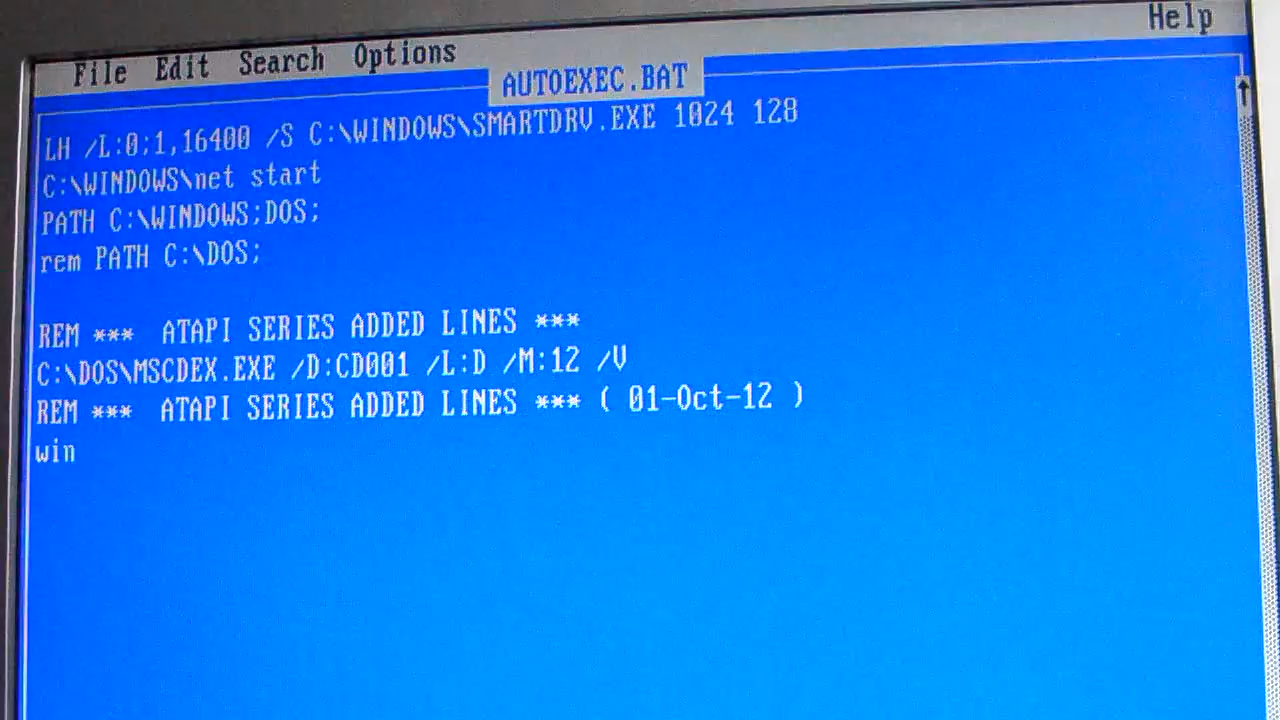 File Edit Search Options Help
AUTOEXEC.BAT
LH /L:0;1,16400 /S C:\WINDOWS\SMARTDRV.EXE 1024 128
C:\WINDOWS\net start
PATH C:\WINDOWS;DOS;
rem PATH C:\DOS;
REM *** ATAPI SERIES ADDED LINES ***
C:\DOS\MSCDEX.EXE /D:CD001 /L:D /M:12 /V
REM *** ATAPI SERIES ADDED LINES *** ( 01-Oct-12 )
win